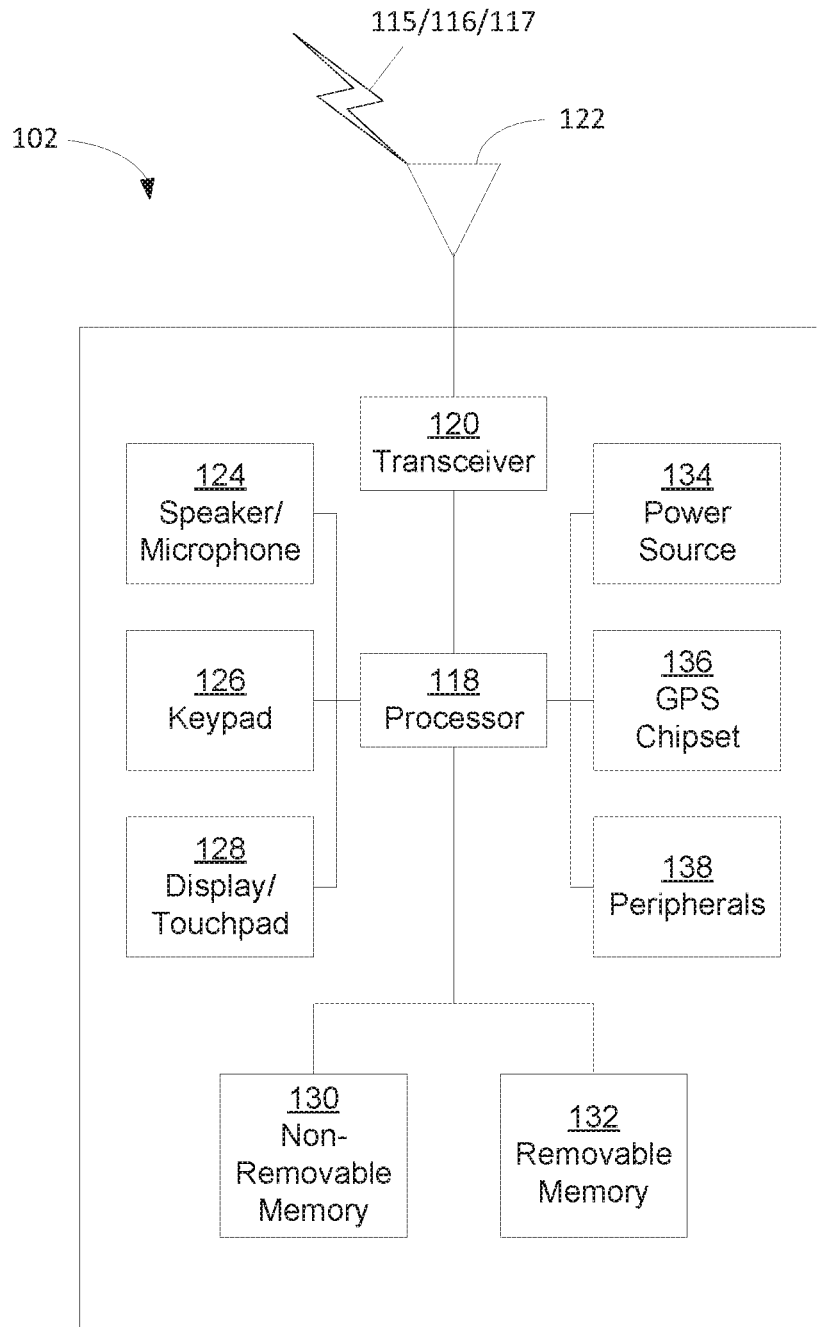 115/116/117
102
122
120
Transceiver
124
Speaker/
Microphone
134
Power
Source
126
Keypad
118
Processor
136
GPS
Chipset
128
Display/
Touchpad
138
Peripherals
130
Non-
Removable
Memory
132
Removable
Memory